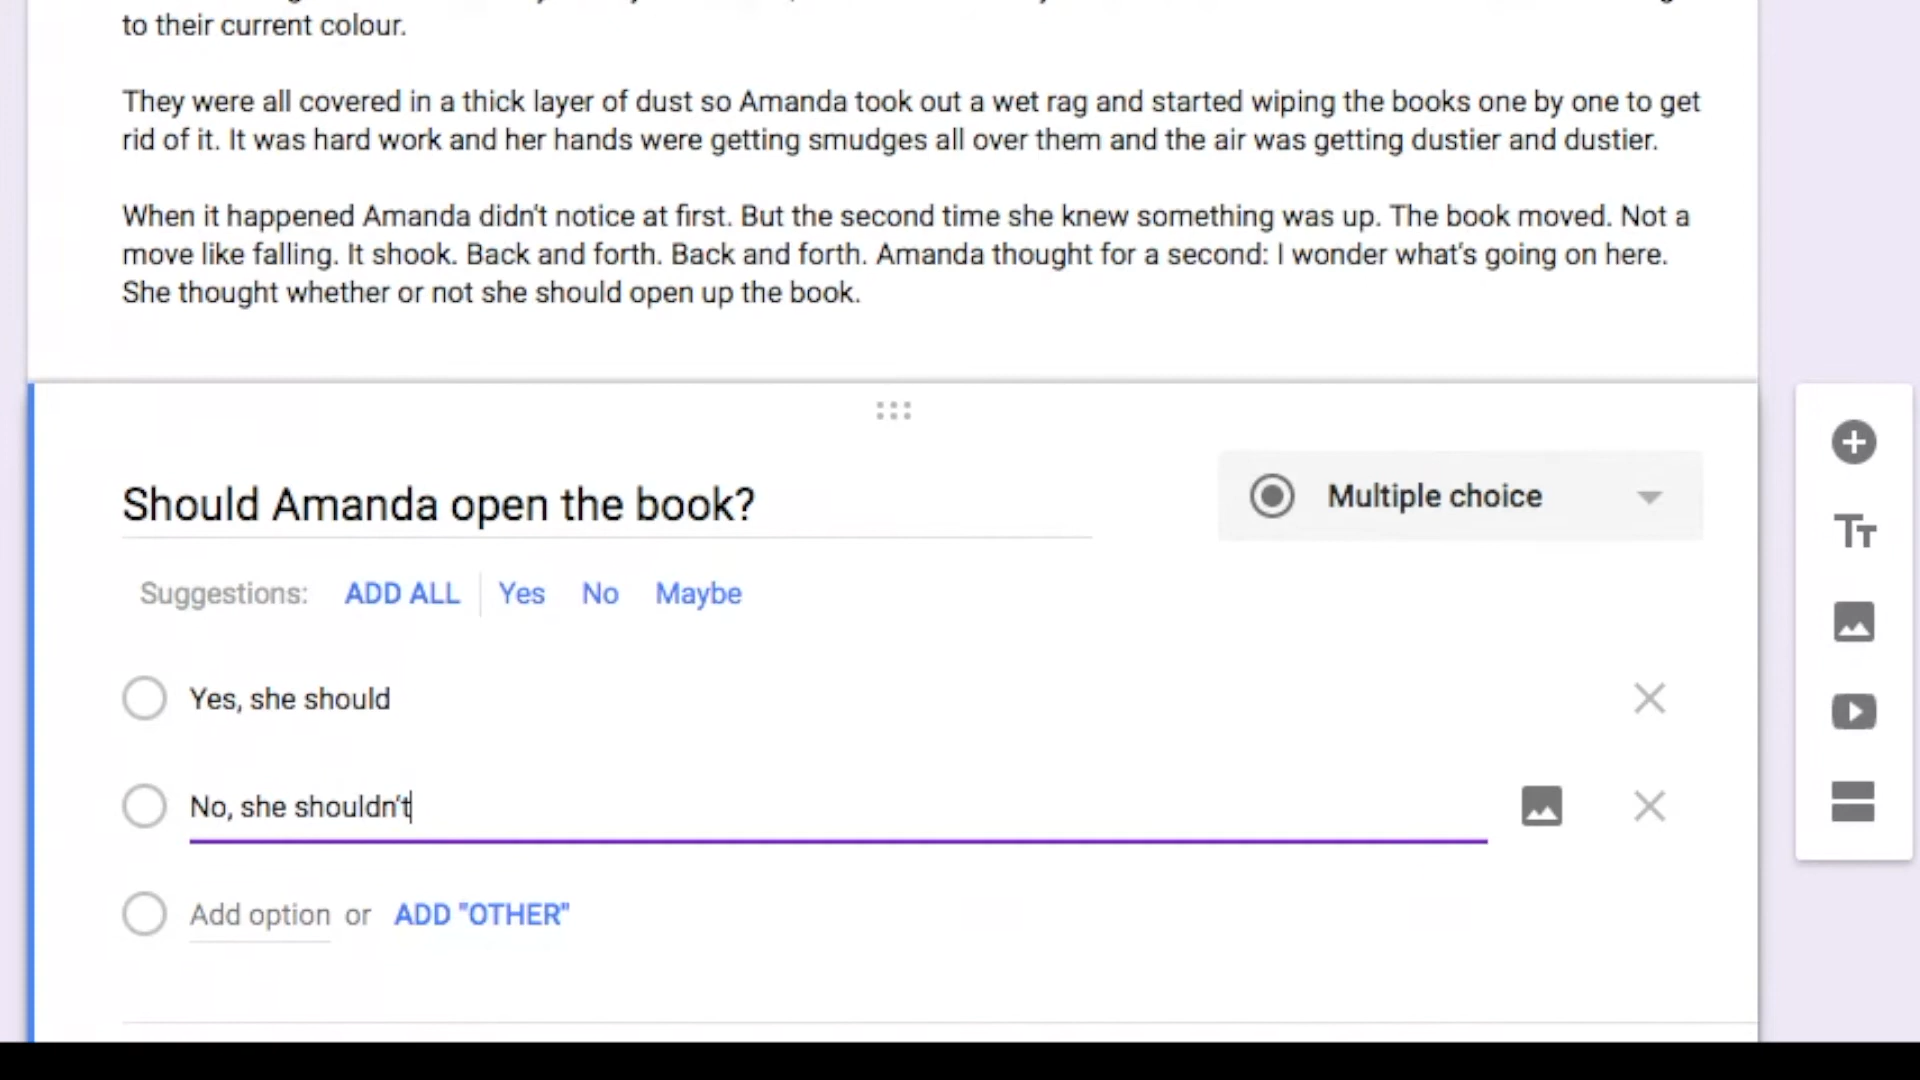 to their current colour.
They were all covered in a thick layer of dust so Amanda took out a wet rag and started wiping the books one by one to get
rid of it. It was hard work and her hands were getting smudges all over them and the air was getting dustier and dustier.
When it happened Amanda didn't notice at first. But the second time she knew something was up. The book moved. Not a
move like falling. It shook. Back and forth. Back and forth. Amanda thought for a second: I wonder what's going on here.
She thought whether or not she should open up the book.
Should Amanda open the book?
Multiple choice
Suggestions: ADD ALL Yes No Maybe
Yes, she should
No, she shouldn't
Add option or ADD "OTHER"